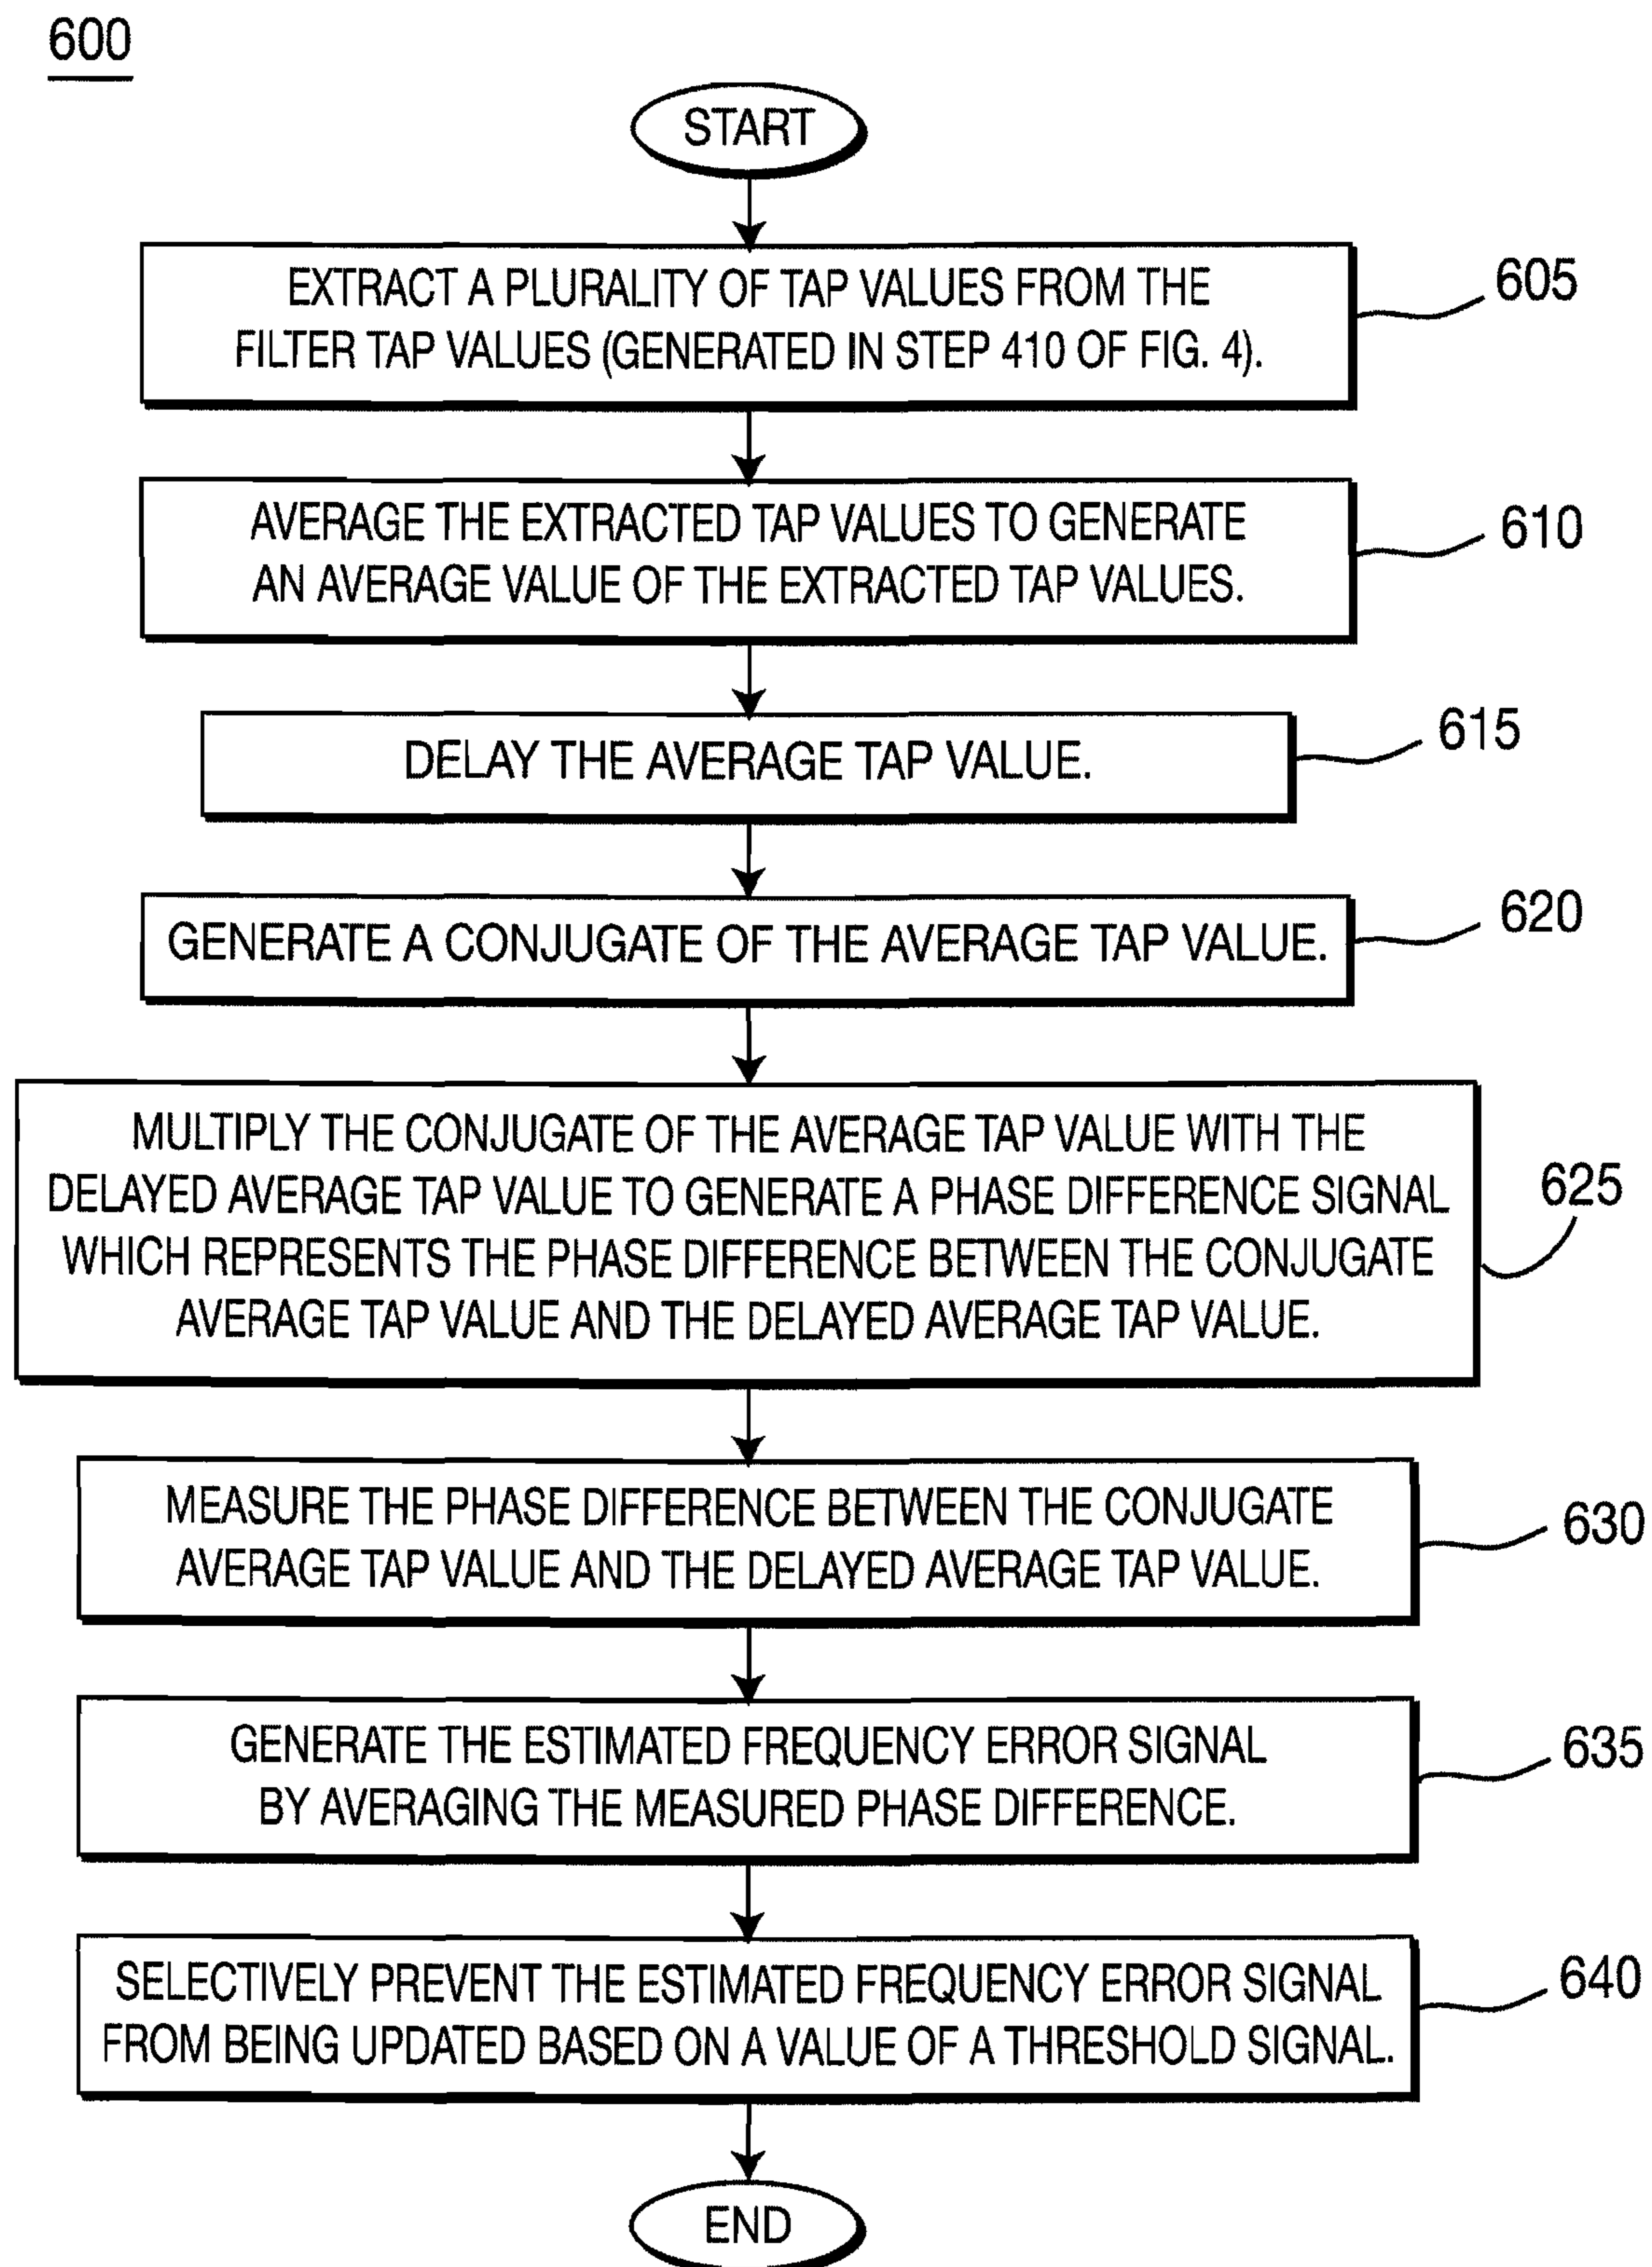 600
START
EXTRACT A PLURALITY OF TAP VALUES FROM THE
FILTER TAP VALUES (GENERATED IN STEP 410 OF FIG. 4).
605
AVERAGE THE EXTRACTED TAP VALUES TO GENERATE
AN AVERAGE VALUE OF THE EXTRACTED TAP VALUES.
610
DELAY THE AVERAGE TAP VALUE.
615
GENERATE A CONJUGATE OF THE AVERAGE TAP VALUE.
620
MULTIPLY THE CONJUGATE OF THE AVERAGE TAP VALUE WITH THE
DELAYED AVERAGE TAP VALUE TO GENERATE A PHASE DIFFERENCE SIGNAL
WHICH REPRESENTS THE PHASE DIFFERENCE BETWEEN THE CONJUGATE
AVERAGE TAP VALUE AND THE DELAYED AVERAGE TAP VALUE.
625
MEASURE THE PHASE DIFFERENCE BETWEEN THE CONJUGATE
AVERAGE TAP VALUE AND THE DELAYED AVERAGE TAP VALUE.
630
GENERATE THE ESTIMATED FREQUENCY ERROR SIGNAL
BY AVERAGING THE MEASURED PHASE DIFFERENCE.
635
SELECTIVELY PREVENT THE ESTIMATED FREQUENCY ERROR SIGNAL
FROM BEING UPDATED BASED ON A VALUE OF A THRESHOLD SIGNAL.
640
END